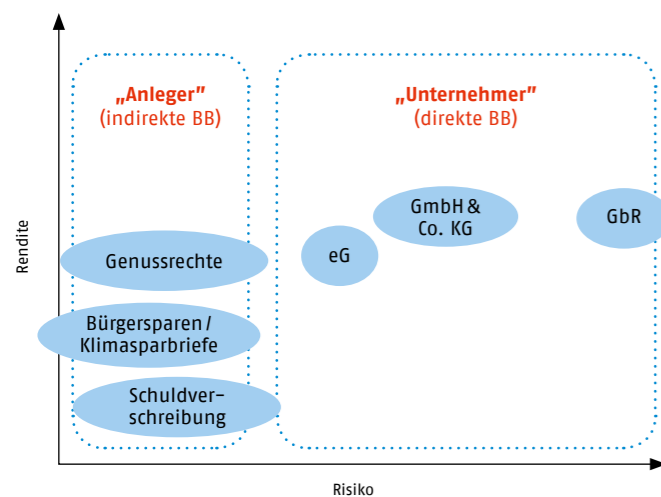 „Anleger"
(indirekte BB)
„Unternehmer"
(direkte BB)
Rendite
GmbH &
Co. KG
GbR
eG
Genussrechte
Bürgersparen /
Klimasparbriefe
Schuldver-
schreibung
Risiko